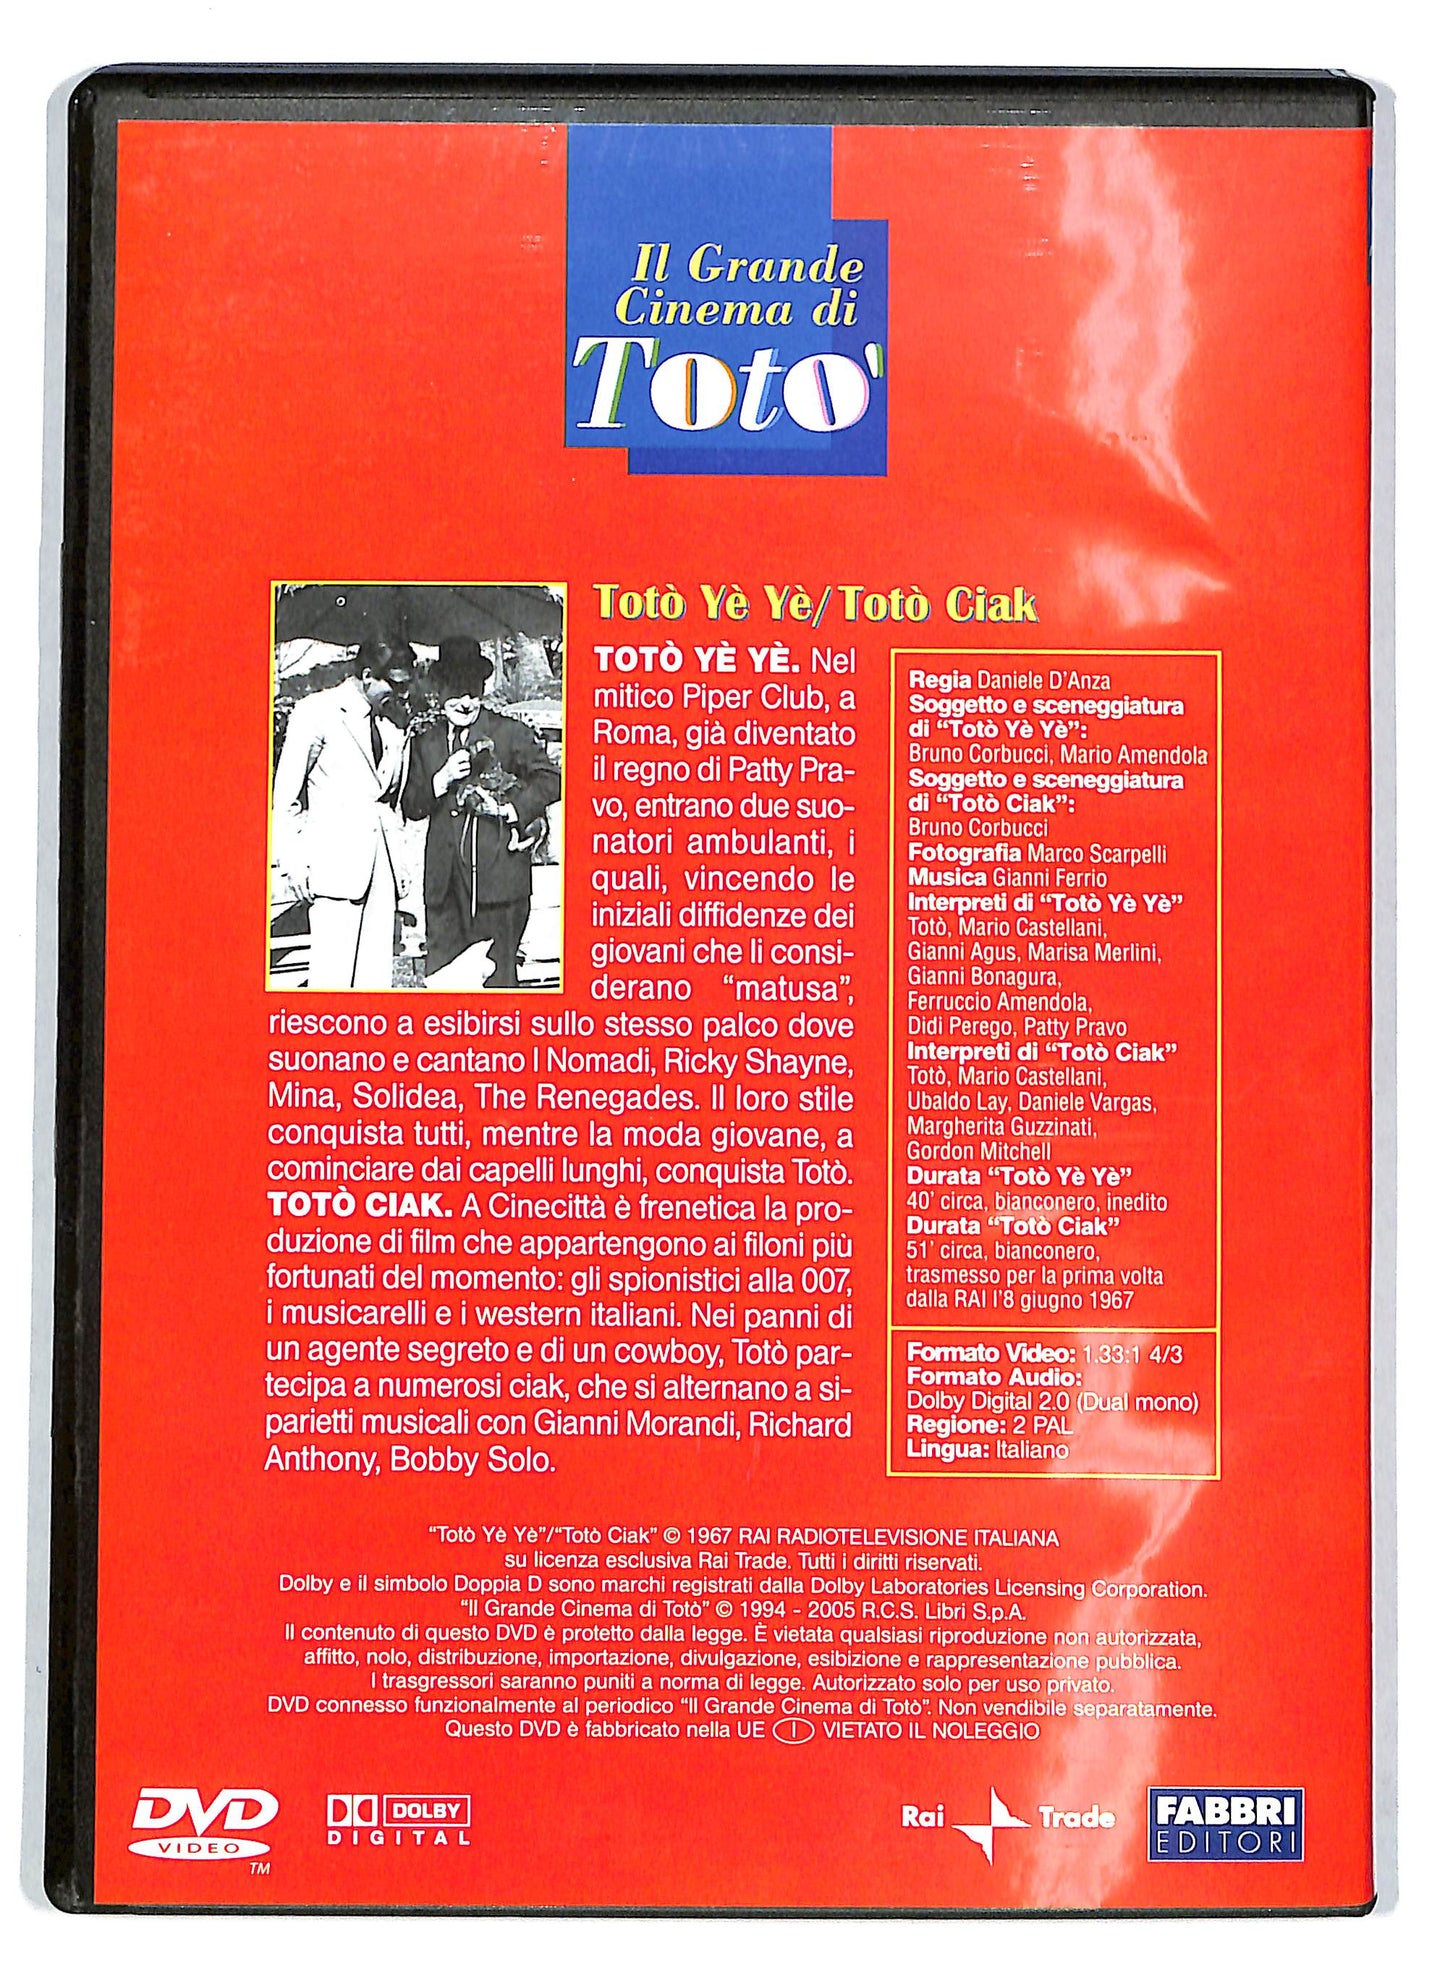 Il Grande
Cinema di
Totò
Totò Yè Yè/Totò Ciak
TOTÒ YÈ YÈ. Nel
mitico Piper Club, a
Roma, già diventato
il regno di Patty Pra-
vo, entrano due suo-
natori ambulanti, i
quali, vincendo le
iniziali diffidenze dei
giovani che li consi-
derano "matusa",
riescono a esibirsi sullo stesso palco dove
suonano e cantano I Nomadi, Ricky Shayne,
Mina, Solidea, The Renegades. Il loro stile
conquista tutti, mentre la moda giovane, a
cominciare dai capelli lunghi, conquista Totò.
TOTÒ CIAK. A Cinecittà è frenetica la pro-
duzione di film che appartengono ai filoni più
fortunati del momento: gli spionistici alla 007,
i musicarelli e i western italiani. Nei panni di
un agente segreto e di un cowboy, Totò par-
tecipa a numerosi ciak, che si alternano a si-
parietti musicali con Gianni Morandi, Richard
Anthony, Bobby Solo.
Regia Daniele D'Anza
Soggetto e sceneggiatura
di "Totò Yè Yè":
Bruno Corbucci, Mario Amendola
Soggetto e sceneggiatura
di "Totò Ciak":
Bruno Corbucci
Fotografia Marco Scarpelli
Musica Gianni Ferrio
Interpreti di "Totò Yè Yè"
Totò, Mario Castellani,
Gianni Agus, Marisa Merlini,
Gianni Bonagura,
Ferruccio Amendola,
Didi Perego, Patty Pravo
Interpreti di "Totò Ciak"
Totò, Mario Castellani,
Ubaldo Lay, Daniele Vargas,
Margherita Guzzinati,
Gordon Mitchell
Durata "Totò Yè Yè"
40' circa, bianconero, inedito
Durata "Totò Ciak"
51' circa, bianconero,
trasmesso per la prima volta
dalla RAI l'8 giugno 1967
Formato Video: 1.33:1 4/3
Formato Audio:
Dolby Digital 2.0 (Dual mono)
Regione: 2 PAL
Lingua: Italiano
"Totò Yè Yè"/"Totò Ciak" © 1967 RAI RADIOTELEVISIONE ITALIANA
su licenza esclusiva Rai Trade. Tutti i diritti riservati.
Dolby e il simbolo Doppia D sono marchi registrati dalla Dolby Laboratories Licensing Corporation.
"Il Grande Cinema di Totò" © 1994 - 2005 R.C.S. Libri S.p.A.
Il contenuto di questo DVD è protetto dalla legge. È vietata qualsiasi riproduzione non autorizzata,
affitto, nolo, distribuzione, importazione, divulgazione, esibizione e rappresentazione pubblica.
I trasgressori saranno puniti a norma di legge. Autorizzato solo per uso privato.
DVD connesso funzionalmente al periodico "Il Grande Cinema di Totò". Non vendibile separatamente.
Questo DVD è fabbricato nella UE I VIETATO IL NOLEGGIO
DVD
VIDEO
TM
DOLBY
DIGITAL
Rai Trade
FABBRI
EDITORI